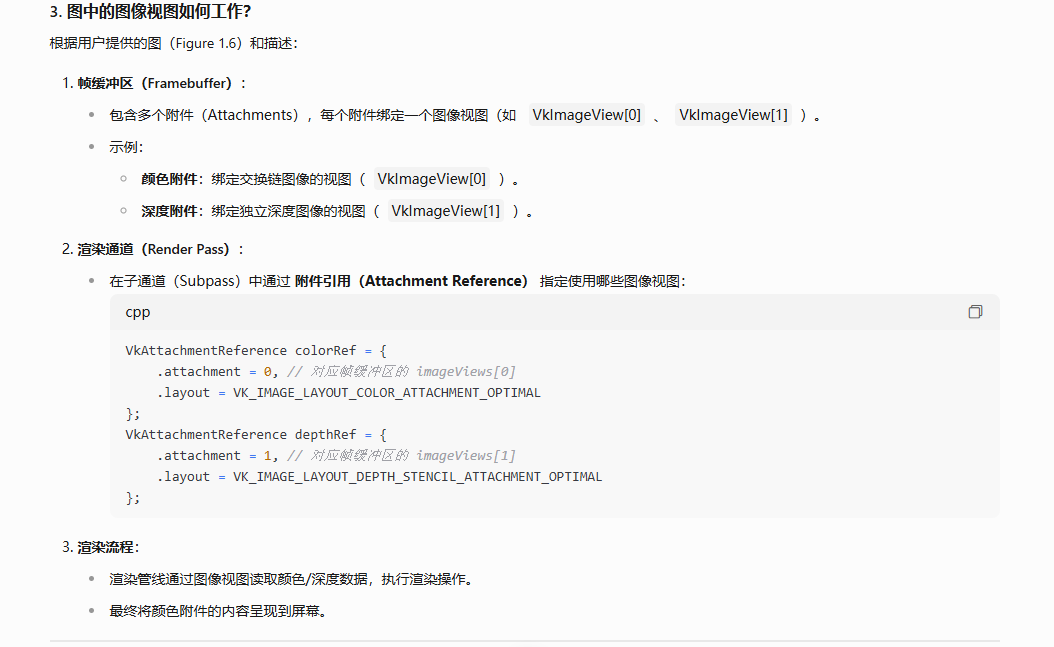 3. 图中的图像视图如何工作？
根据用户提供的图（Figure 1.6）和描述：
1. 帧缓冲区（Framebuffer）：
包含多个附件（Attachments），每个附件绑定一个图像视图（如 VkImageView[0] 、 VkImageView[1] ）。
示例：
颜色附件：绑定交换链图像的视图（ VkImageView[0] ）。
深度附件：绑定独立深度图像的视图（ VkImageView[1] ）。
2. 渲染通道（Render Pass）：
在子通道（Subpass）中通过 附件引用（Attachment Reference） 指定使用哪些图像视图：
cpp
VkAttachmentReference colorRef = {
    .attachment = 0, // 对应帧缓冲区的 imageViews[0]
    .layout = VK_IMAGE_LAYOUT_COLOR_ATTACHMENT_OPTIMAL
};
VkAttachmentReference depthRef = {
    .attachment = 1, // 对应帧缓冲区的 imageViews[1]
    .layout = VK_IMAGE_LAYOUT_DEPTH_STENCIL_ATTACHMENT_OPTIMAL
};
3. 渲染流程：
渲染管线通过图像视图读取颜色/深度数据，执行渲染操作。
最终将颜色附件的内容呈现到屏幕。